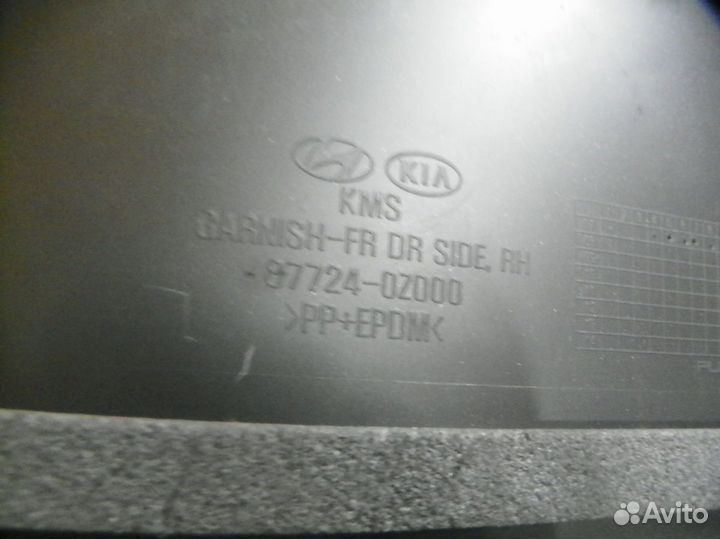 KIA
KMS
GARNISH-FR DR SIDE, RH
87724-0Z000
>PP+EPDM<
Avito